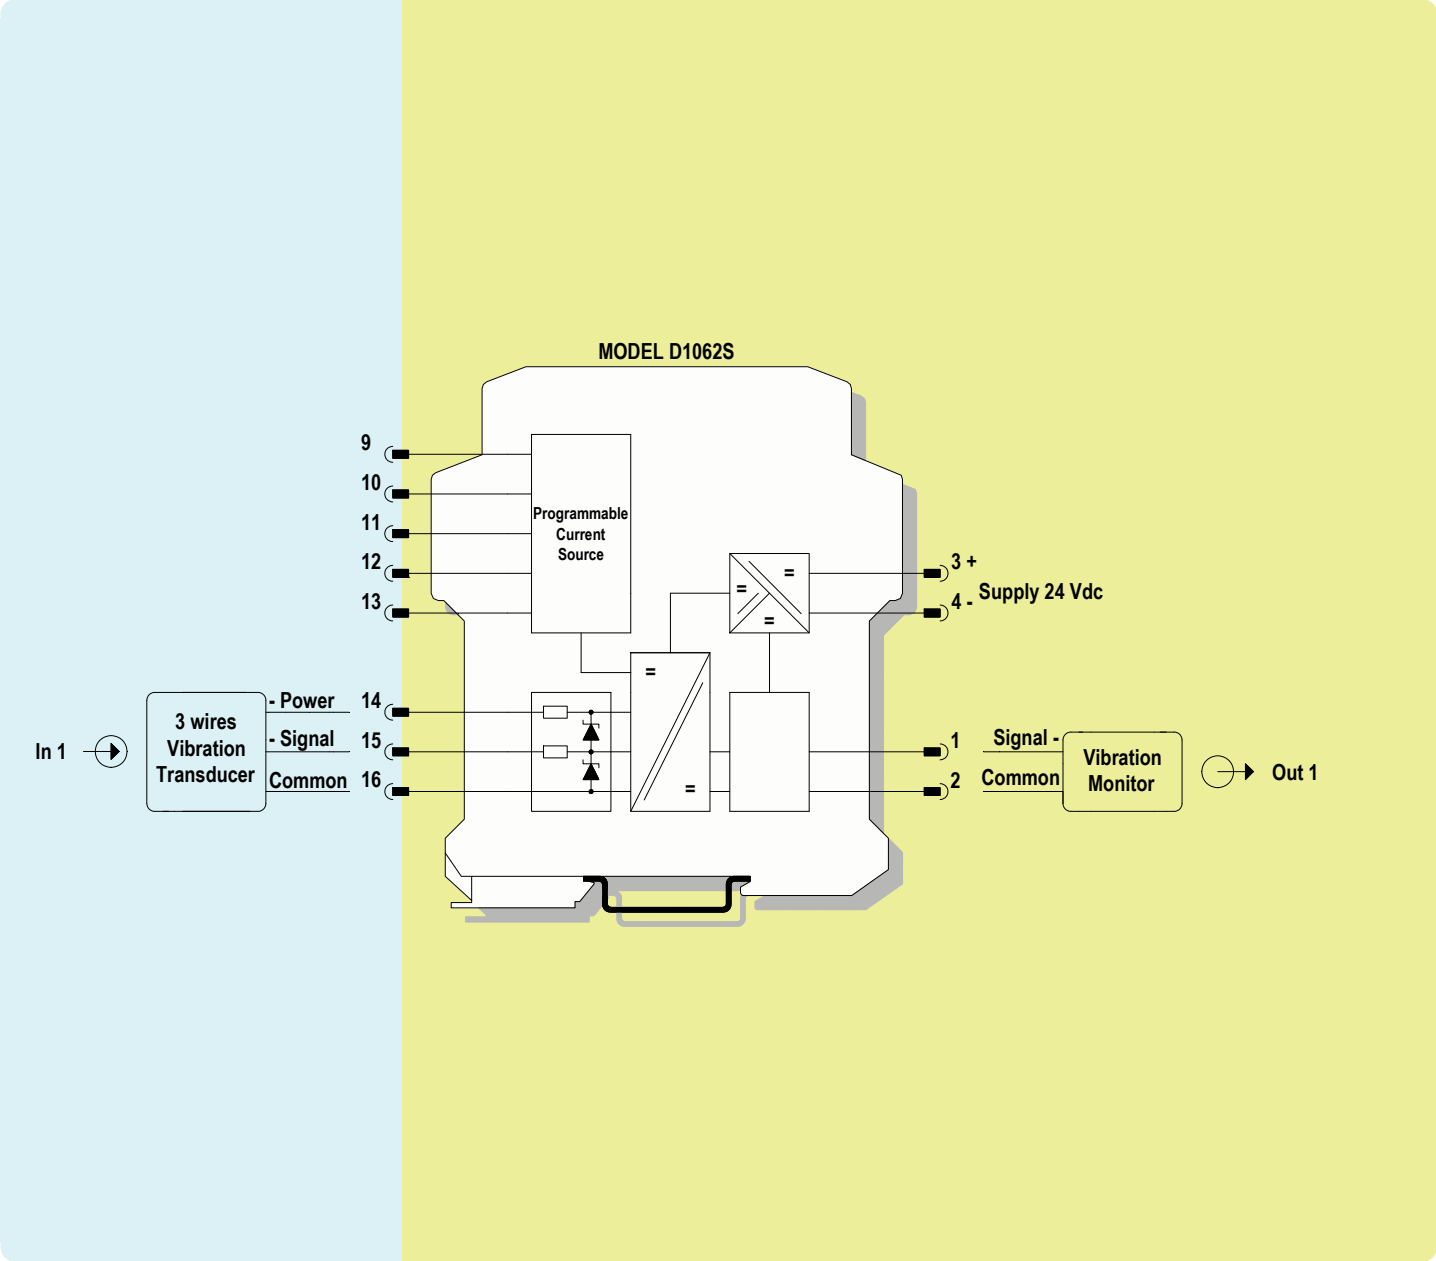 MODEL D1062S
9
10
11
12
13
Programmable
Current
Source
=
=
=
3 +
4 -
Supply 24 Vdc
=
=
In 1
3 wires
Vibration
Transducer
- Power
- Signal
Common
14
15
16
1
2
Signal -
Common
Vibration
Monitor
Out 1